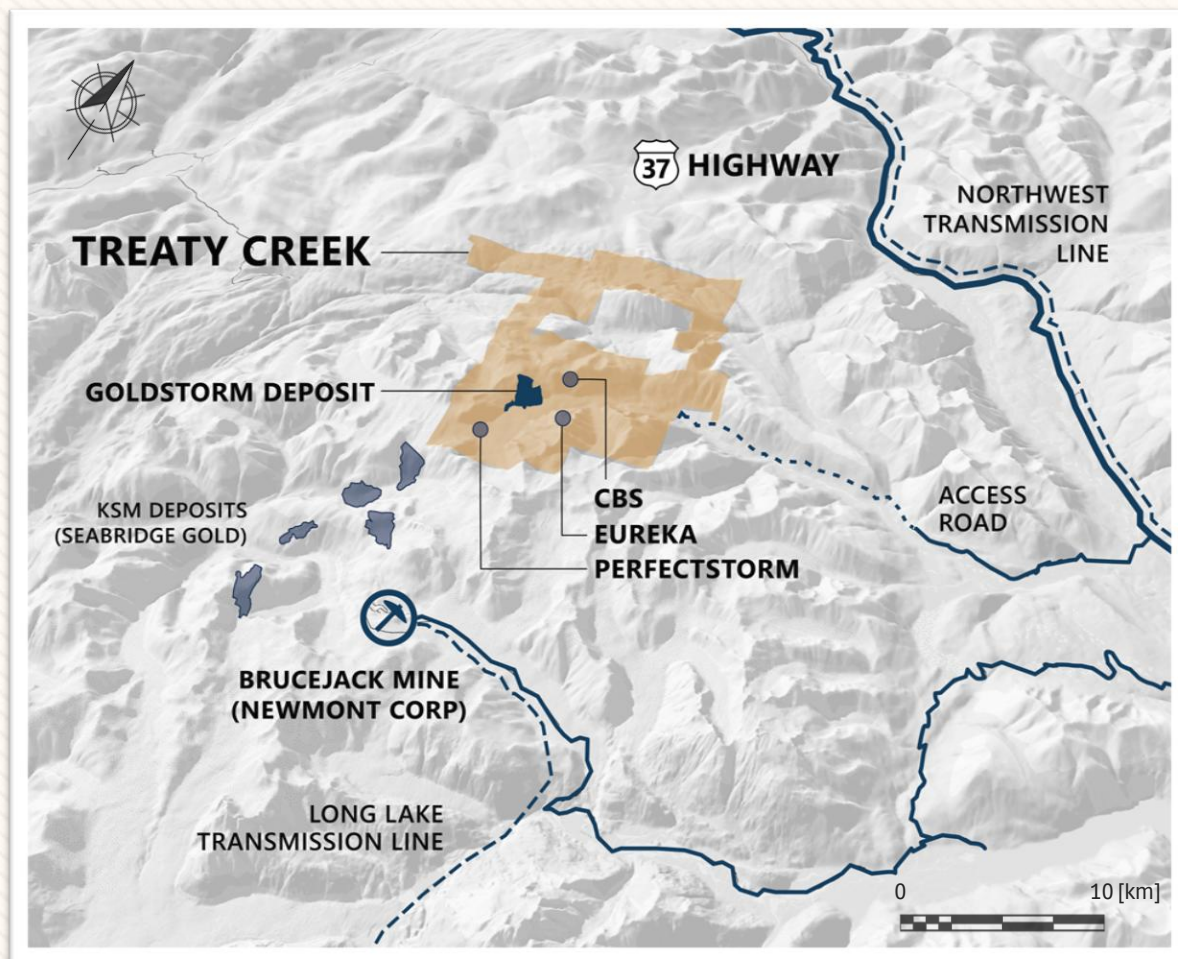 37 HIGHWAY
NORTHWEST
TRANSMISSION
LINE
TREATY CREEK
GOLDSTORM DEPOSIT
CBS
EUREKA
PERFECTSTORM
KSM DEPOSITS
(SEABRIDGE GOLD)
ACCESS
ROAD
BRUCEJACK MINE
(NEWMONT CORP)
LONG LAKE
TRANSMISSION LINE
0 10 [km]